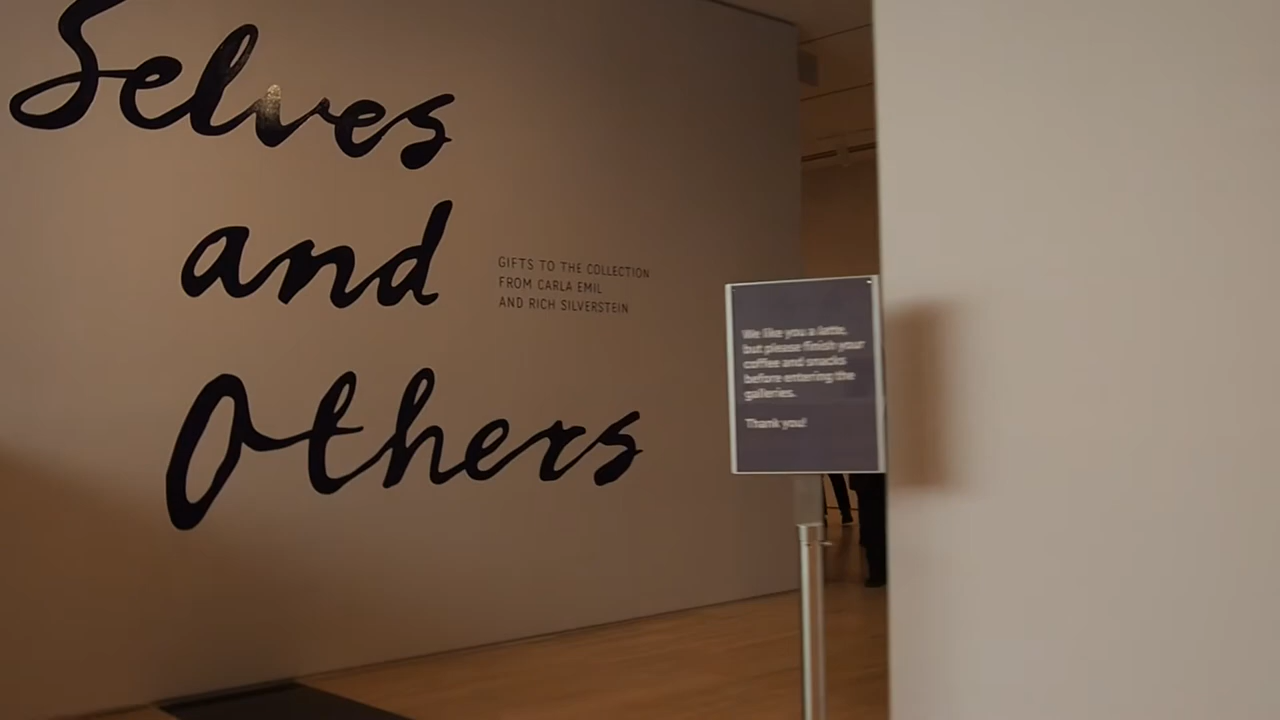 Selves
and
Others
GIFTS TO THE COLLECTION
FROM CARLA EMIL
AND RICH SILVERSTEIN
We like you a latte,
but please finish your
coffee and snacks
before entering the
galleries.
Thank you!